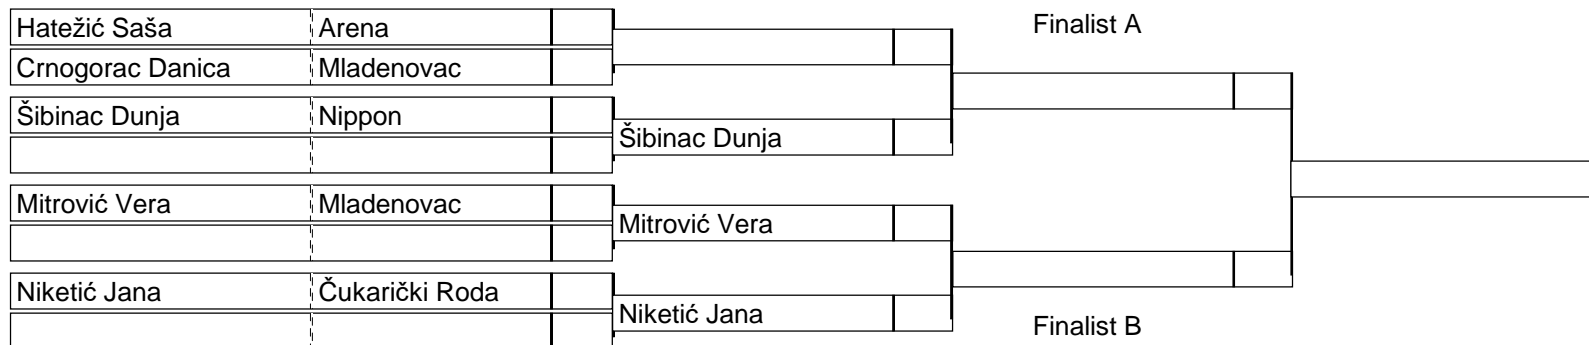 Hatežić Saša Arena
Crnogorac Danica Mladenovac
Šibinac Dunja Nippon
Mitrović Vera Mladenovac
Niketić Jana Čukarički Roda
Šibinac Dunja
Mitrović Vera
Niketić Jana
Finalist A
Finalist B